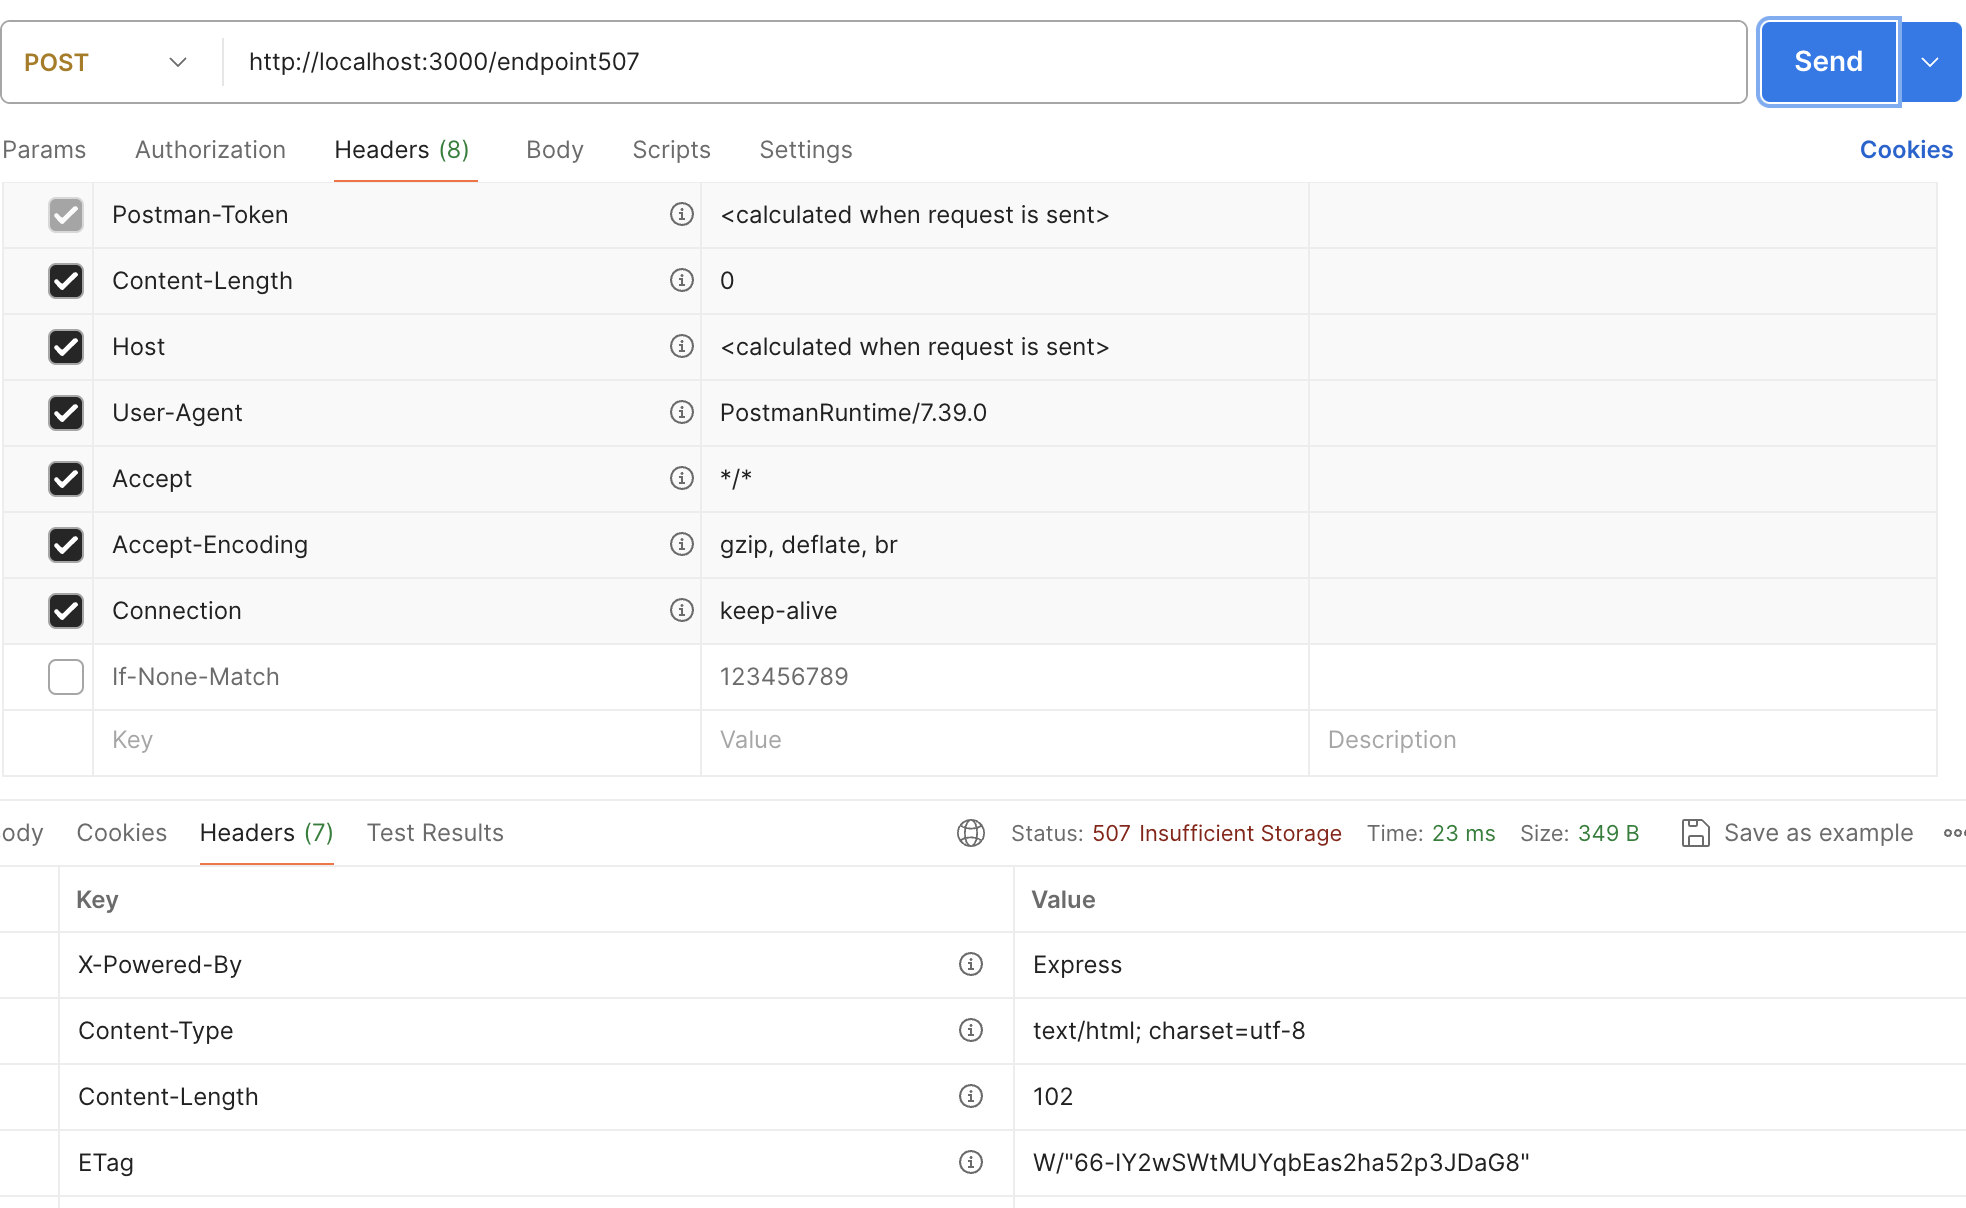 POST http://localhost:3000/endpoint507 Send
Params Authorization Headers (8) Body Scripts Settings Cookies
Postman-Token <calculated when request is sent>
Content-Length 0
Host <calculated when request is sent>
User-Agent PostmanRuntime/7.39.0
Accept */*
Accept-Encoding gzip, deflate, br
Connection keep-alive
If-None-Match 123456789
Key Value Description
ody Cookies Headers (7) Test Results Status: 507 Insufficient Storage Time: 23 ms Size: 349 B Save as example
Key Value
X-Powered-By Express
Content-Type text/html; charset=utf-8
Content-Length 102
ETag W/"66-IY2wSWtMUYqbEas2ha52p3JDaG8"